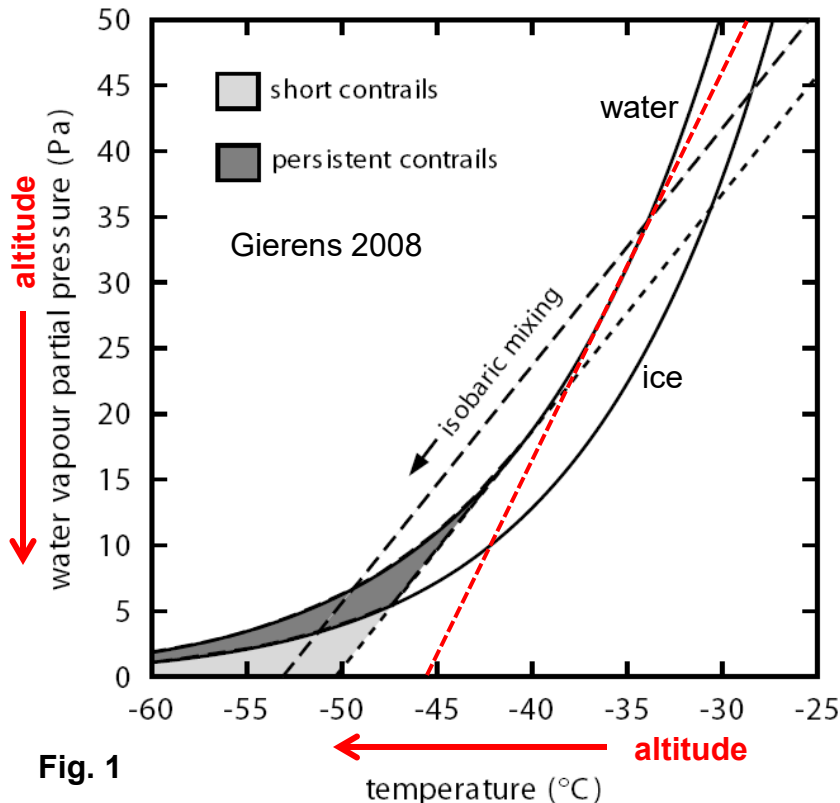 50
45
40
35
30
25
20
15
10
5
0
water vapour partial pressure (Pa)
altitude
short contrails
persistent contrails
Gierens 2008
water
ice
isobaric mixing
-60
-55
-50
-45
-40
-35
-30
-25
altitude
Fig. 1
temperature (°C)